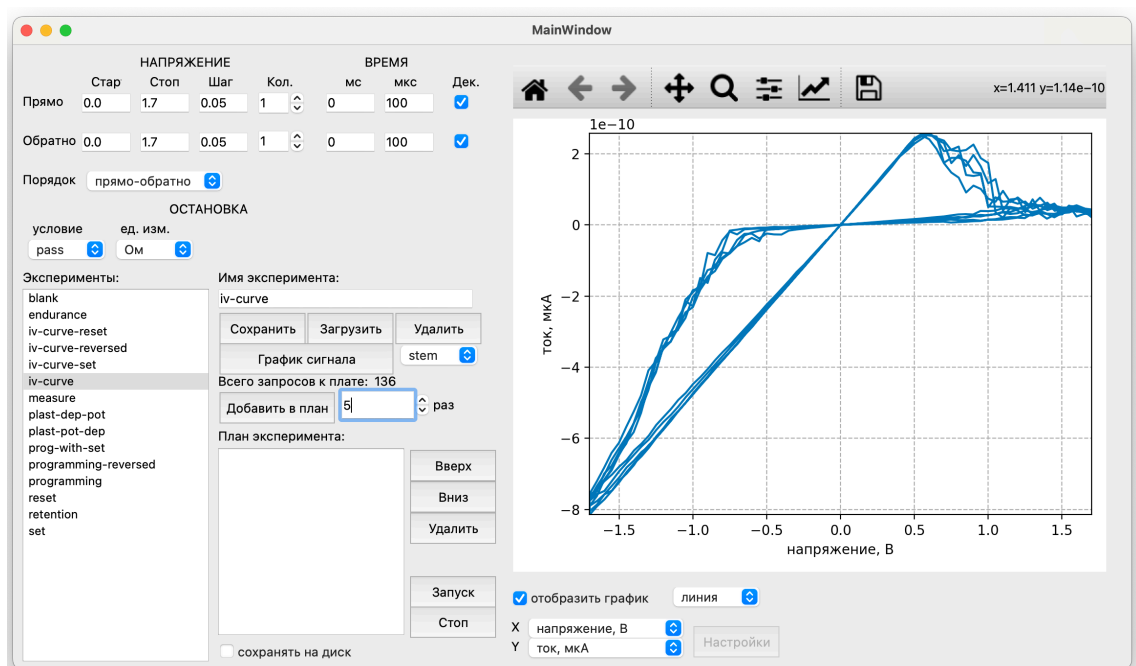 MainWindow
НАПРЯЖЕНИЕ ВРЕМЯ
Стар Стоп Шаг Кол. мс мкс Дек.
Прямо 0.0 1.7 0.05 1 0 100
Обратно 0.0 1.7 0.05 1 0 100
Порядок прямо-обратно
ОСТАНОВКА
условие ед. изм.
pass Ом
Эксперименты:
blank
endurance
iv-curve-reset
iv-curve-reversed
iv-curve-set
iv-curve
measure
plast-dep-pot
plast-pot-dep
prog-with-set
programming-reversed
programming
reset
retention
set
Имя эксперимента:
iv-curve
Сохранить Загрузить Удалить
График сигнала stem
Всего запросов к плате: 136
Добавить в план 5 раз
План эксперимента:
Вверх
Вниз
Удалить
Запуск
Стоп
сохранять на диск
x=1.411 y=1.14e−10
1e−10
2
0
−2
−4
−6
−8
ток, мкА
−1.5 −1.0 −0.5 0.0 0.5 1.0 1.5
напряжение, В
отобразить график линия
X напряжение, В
Y ток, мкА
Настройки